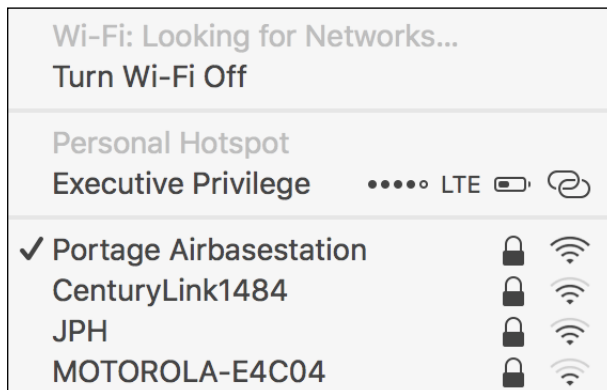 Wi-Fi: Looking for Networks...
Turn Wi-Fi Off
Personal Hotspot
Executive Privilege LTE
Portage Airbasestation
CenturyLink1484
JPH
MOTOROLA-E4C04